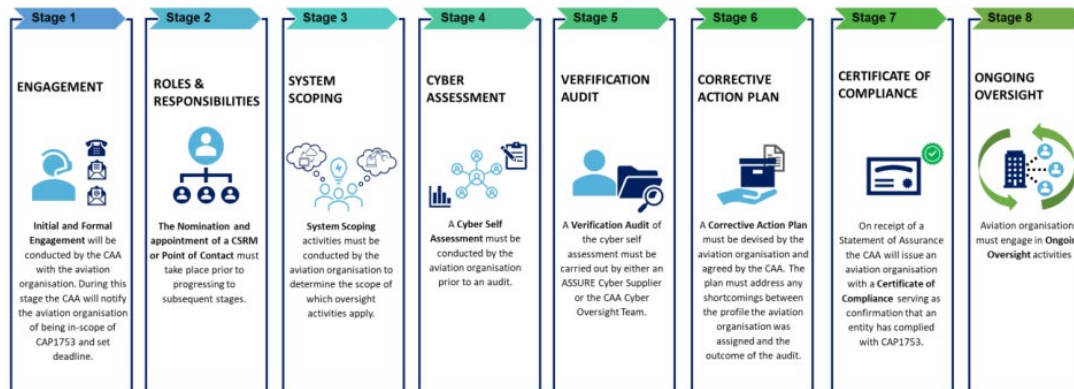 Stage 1
ENGAGEMENT
Initial and Formal
Engagement will be
conducted by the CAA
with the aviation
organisation. During this
stage the CAA will notify
the aviation organisation
of being in-scope of
CAP1753 and set
deadline.
Stage 2
ROLES &
RESPONSIBILITIES
The Nomination and
appointment of a CSRM
or Point of Contact must
take place prior to
progressing to
subsequent stages.
Stage 3
SYSTEM
SCOPING
System Scoping
activities must be
conducted by the
aviation organisation to
determine the scope of
which oversight
activities apply.
Stage 4
CYBER
ASSESSMENT
A Cyber Self
Assessment must be
conducted by the
aviation organisation
prior to an audit.
Stage 5
VERFIFICATION
AUDIT
A Verification Audit of
the cyber self
assessment must be
carried out by either an
ASSURE Cyber Supplier
or the CAA Cyber
Oversight Team.
Stage 6
CORRECTIVE
ACTION PLAN
A Corrective Action Plan
must be devised by the
aviation organisation and
agreed by the CAA. The
plan must address any
shortcomings between
the profile the aviation
organisation was
assigned and the
outcome of the audit.
Stage 7
CERTIFICATE OF
COMPLIANCE
On receipt of a
Statement of Assurance
the CAA will issue an
aviation organisation
with a Certificate of
Compliance serving as
confirmation that an
entity has complied
with CAP1753.
Stage 8
ONGOING
OVERSIGHT
Aviation organisation
must engage in Ongoin
Oversight activities